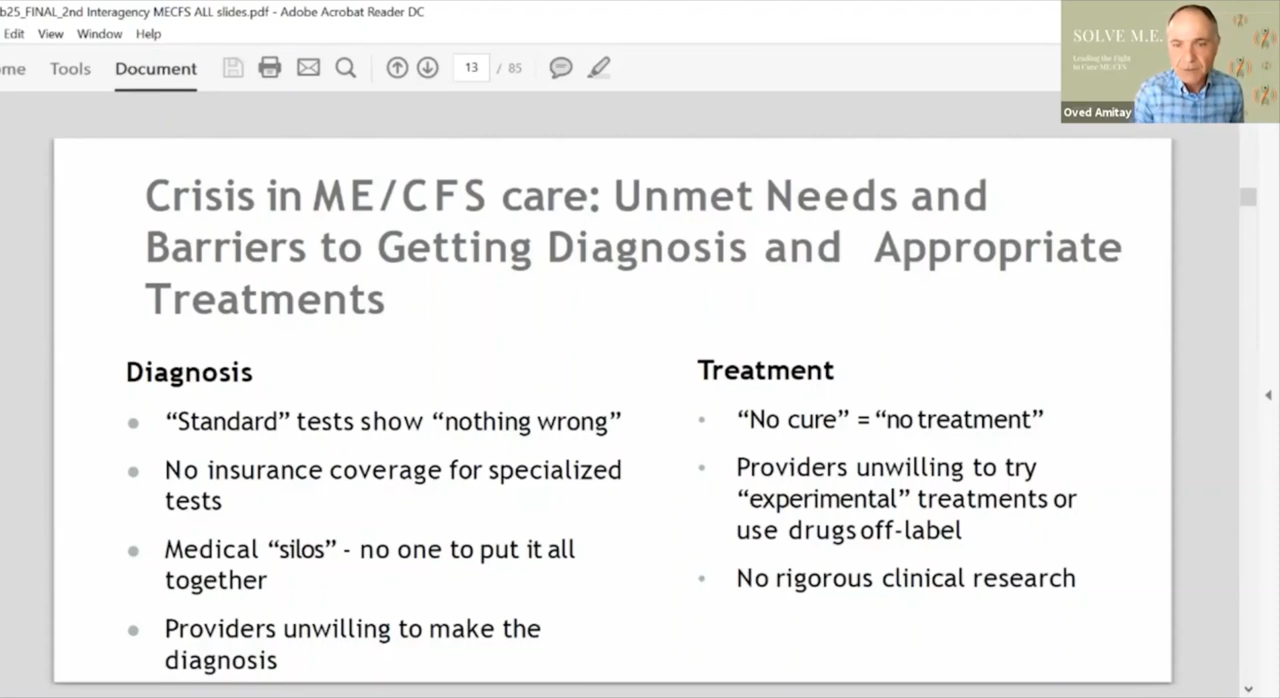 b25_FINAL_2nd Interagency MECFS ALL slides.pdf - Adobe Acrobat Reader DC
Edit View Window Help
ome Tools Document 13 / 85
SOLVE M.E.
Leading the Fight
to Cure ME/CFS
Oved Amitay
Crisis in ME/CFS care: Unmet Needs and
Barriers to Getting Diagnosis and Appropriate
Treatments
Diagnosis
“Standard” tests show “nothing wrong”
No insurance coverage for specialized
tests
Medical “silos” - no one to put it all
together
Providers unwilling to make the
diagnosis
Treatment
“No cure” = “no treatment”
Providers unwilling to try
“experimental” treatments or
use drugs off-label
No rigorous clinical research